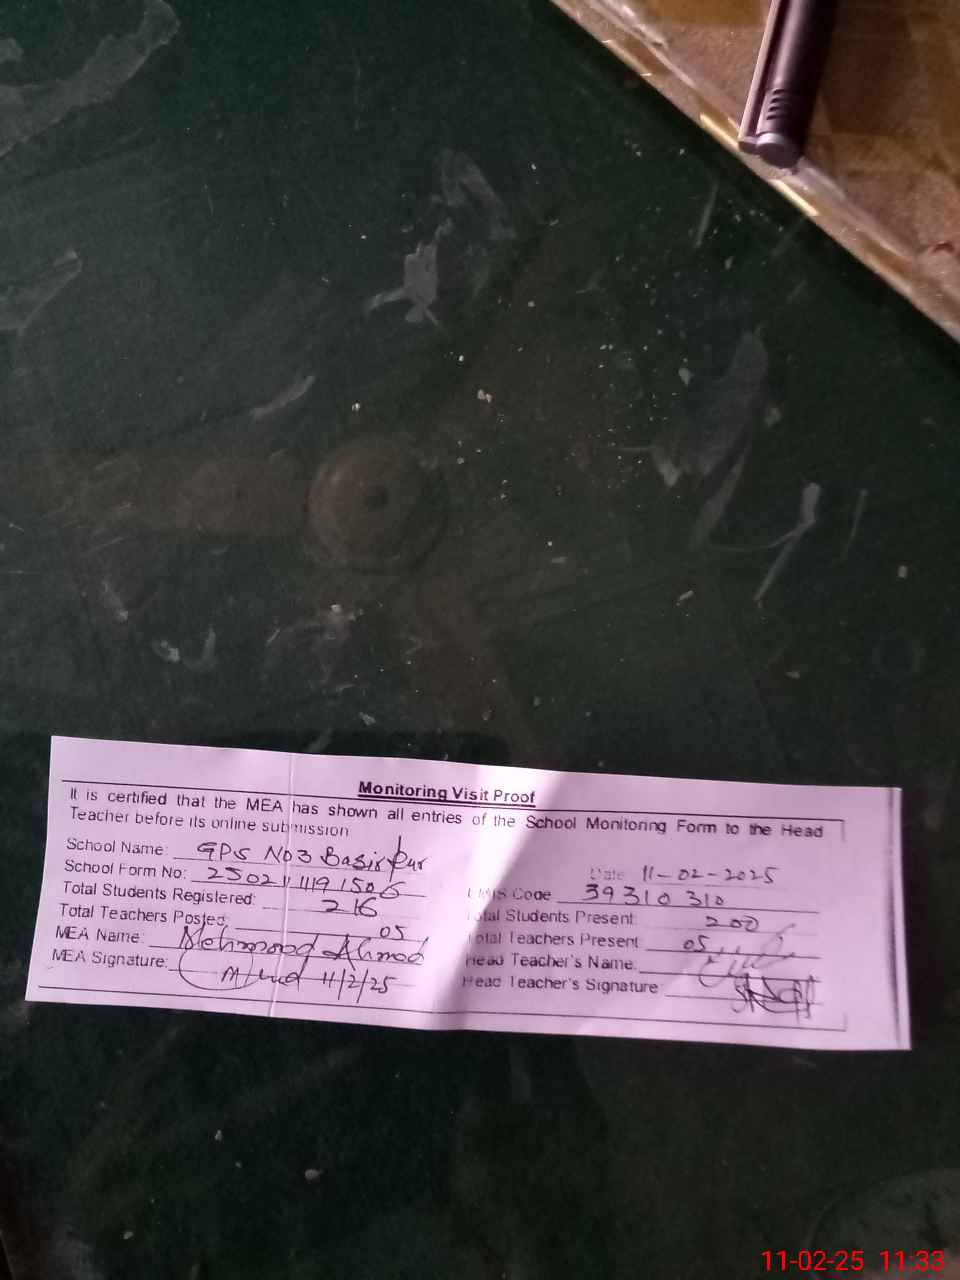 Monitoring Visit Proof
It is certified that the MEA has shown all entries of the School Monitoring Form to the Head
Teacher before its online submission
School Name: GPS No3 Basirpur
Date 11-02-2025
School Form No:
EMIS Code 39310310
Total Students Registered: 216
Total Students Present: 200
Total Teachers Posted: 05
Total Teachers Present: 05
MEA Name: Mehmood Ahmad
Head Teacher's Name:
MEA Signature: 11/2/25
Head Teacher's Signature:
11-02-25 11:33